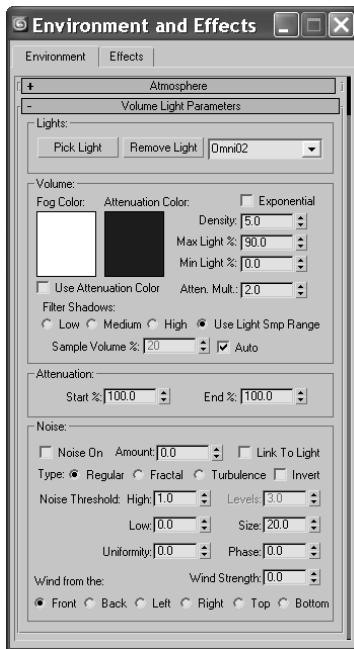 Environment and Effects
Environment Effects
+ Atmosphere
- Volume Light Parameters
Lights:
Pick Light Remove Light Omni02
Volume:
Fog Color: Attenuation Color: Exponential
Density: 5.0
Max Light %: 90.0
Min Light %: 0.0
Use Attenuation Color Atten. Mult.: 2.0
Filter Shadows:
Low Medium High Use Light Smp Range
Sample Volume %: 20 Auto
Attenuation:
Start %: 100.0 End %: 100.0
Noise:
Noise On Amount: 0.0 Link To Light
Type: Regular Fractal Turbulence Invert
Noise Threshold: High: 1.0 Levels: 3.0
Low: 0.0 Size: 20.0
Uniformity: 0.0 Phase: 0.0
Wind from the: Wind Strength: 0.0
Front Back Left Right Top Bottom